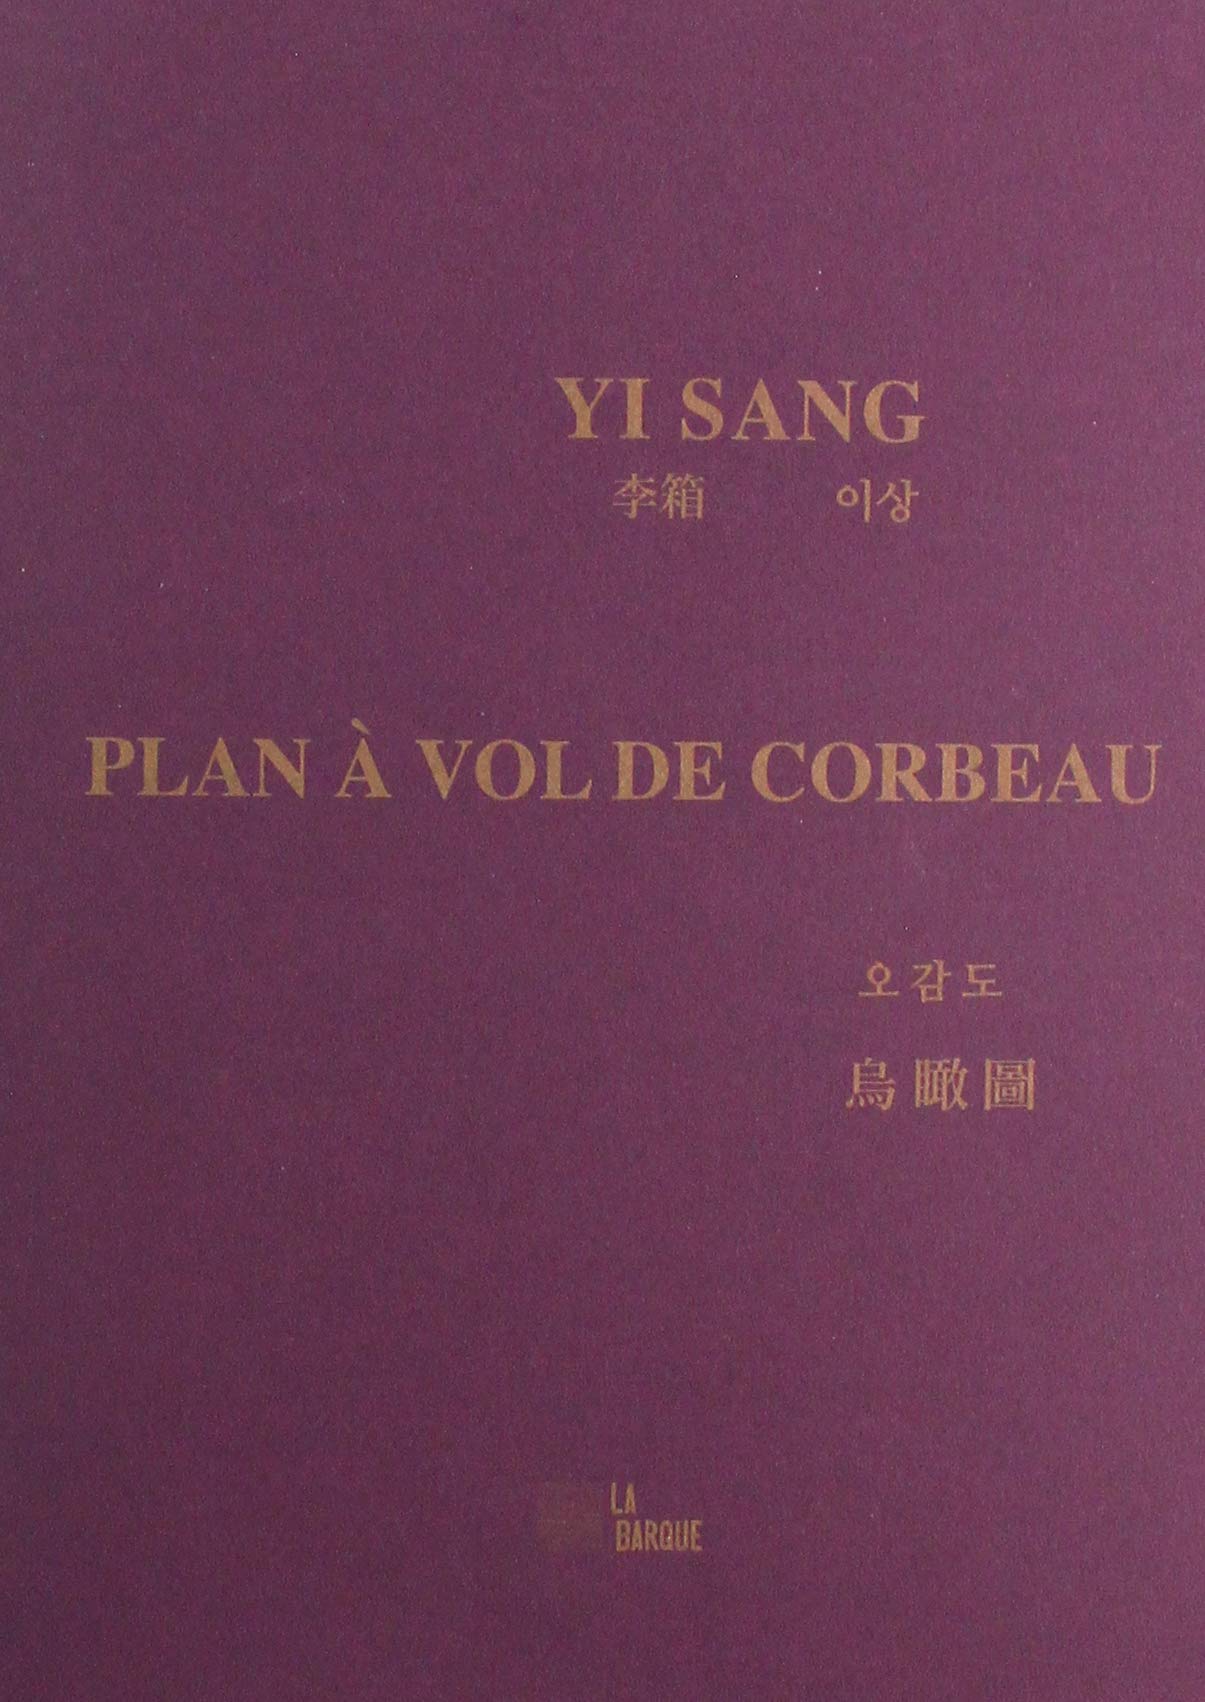 YI SANG
李箱 이상
PLAN À VOL DE CORBEAU
오감도
烏瞰圖
LA
BARQUE